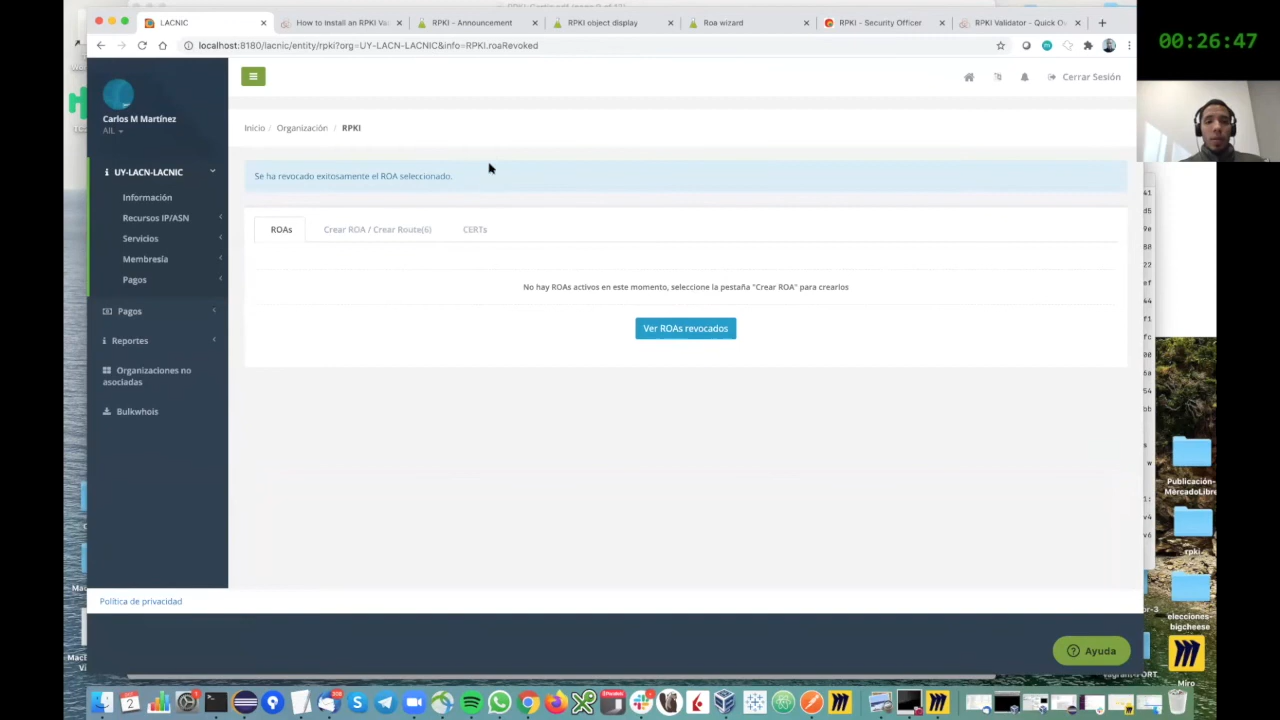 00:26:47
LACNIC
How to install an RPKI Va
RPKI - Announcement
RPKI object display
Roa wizard
RPKI - Security Officer
RPKI Validator - Quick Ov
localhost:8180/lacnic/entity/rpki?org=UY-LACN-LACNIC&info=RPKI.roaRevoked
Cerrar Sesión
Carlos M Martínez
Inicio / Organización / RPKI
UY-LACN-LACNIC
Se ha revocado exitosamente el ROA seleccionado.
Información
Recursos IP/ASN
Servicios
Membresía
Pagos
ROAs
Crear ROA / Crear Route(6)
CERTs
No hay ROAs activos en este momento, seleccione la pestaña "Crear ROA" para crearlos
Ver ROAs revocados
Pagos
Reportes
Organizaciones no
asociadas
Bulkwhois
Política de privacidad
Ayuda
Publicación-
MercadoLibre
rpki
elecciones-
bigcheese
Miro